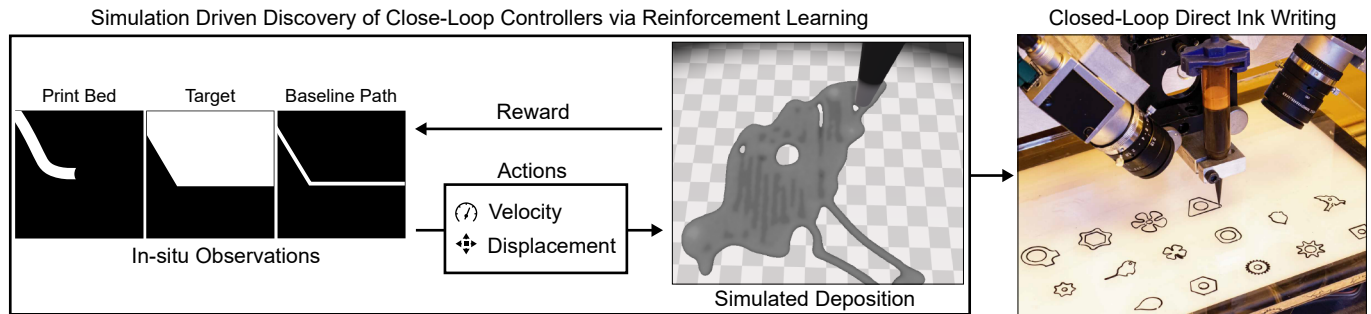 Simulation Driven Discovery of Close-Loop Controllers via Reinforcement Learning
Closed-Loop Direct Ink Writing
Print Bed
Target
Baseline Path
Reward
Actions
Velocity
Displacement
In-situ Observations
Simulated Deposition